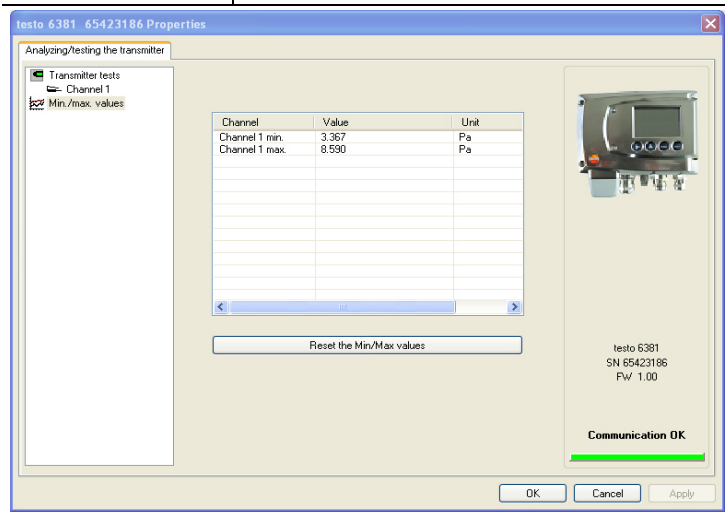 testo 6381 65423186 Properties
Analyzing/testing the transmitter
Transmitter tests
Channel 1
Min./max. values
Channel Value Unit
Channel 1 min. 3.367 Pa
Channel 1 max. 8.590 Pa
Reset the Min/Max values
testo 6381
SN 65423186
FW 1.00
Communication OK
OK Cancel Apply